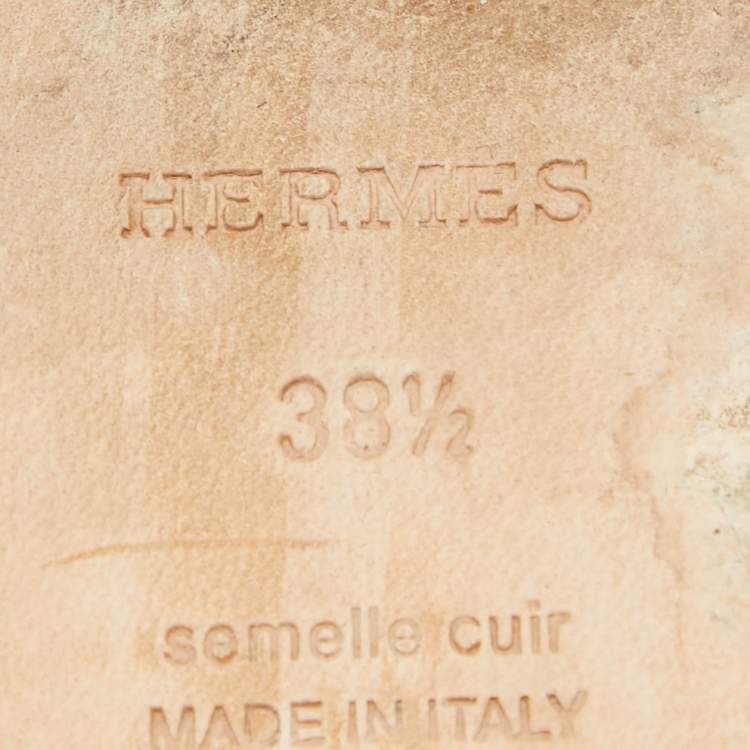 HERMÈS
38½
semelle cuir
MADE IN ITALY